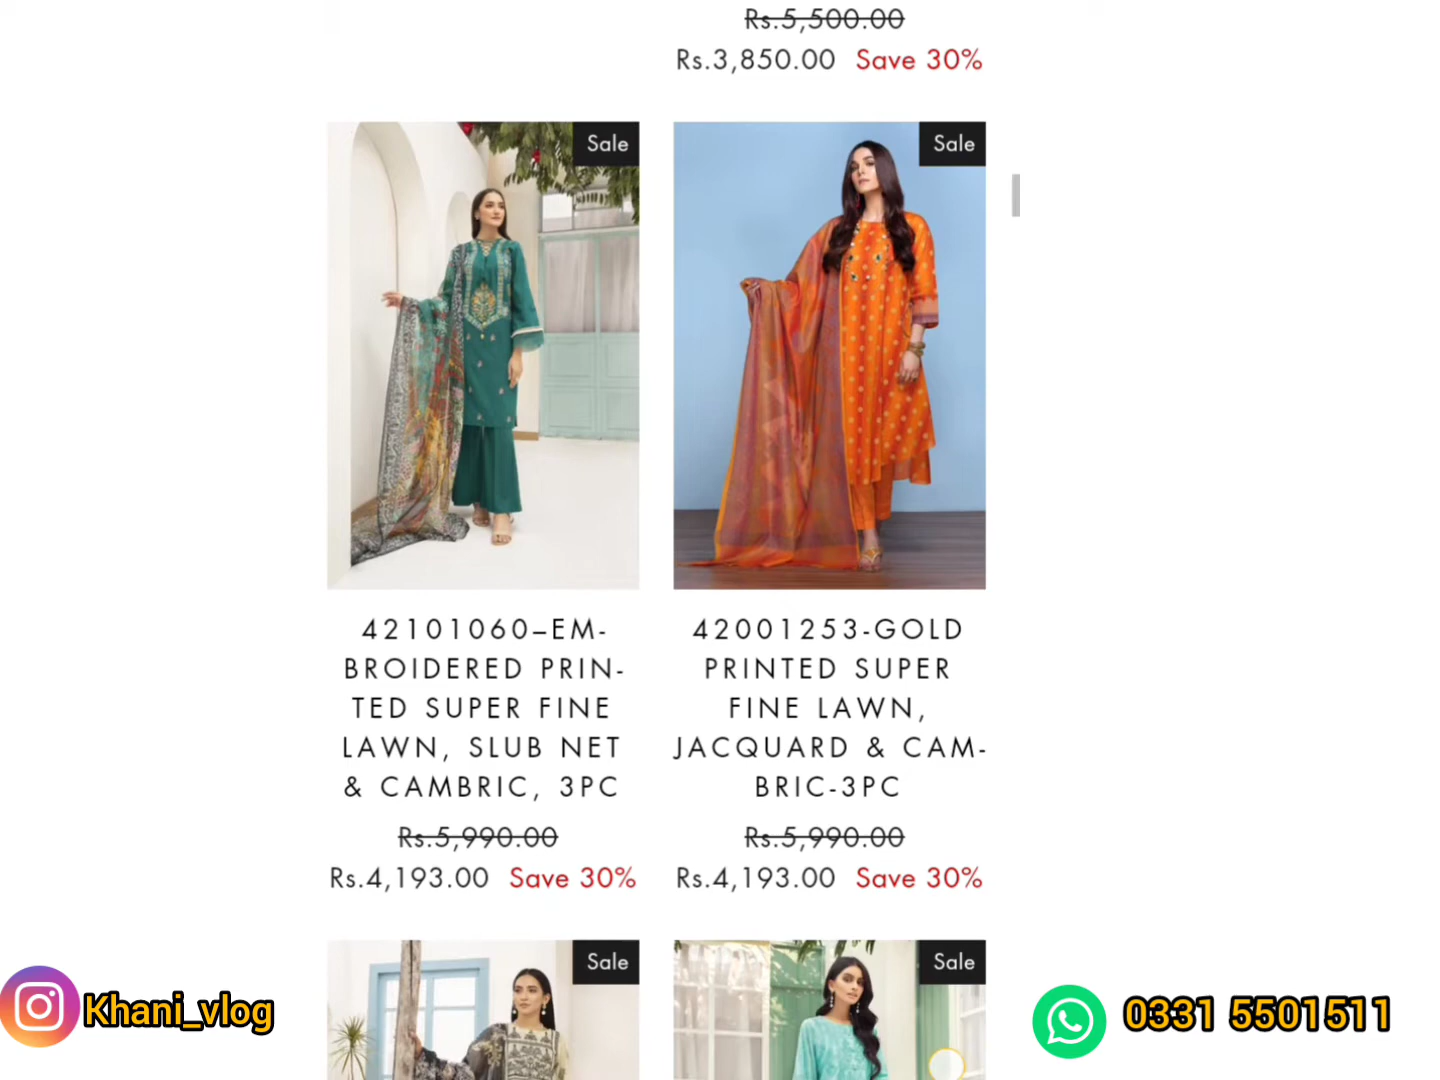 Rs.5,500.00
Rs.3,850.00 Save 30%
Sale
Sale
42101060–EM-
BROIDERED PRIN-
TED SUPER FINE
LAWN, SLUB NET
& CAMBRIC, 3PC
Rs.5,990.00
Rs.4,193.00 Save 30%
42001253-GOLD
PRINTED SUPER
FINE LAWN,
JACQUARD & CAM-
BRIC-3PC
Rs.5,990.00
Rs.4,193.00 Save 30%
Sale
Sale
Khani_vlog
0331 5501511